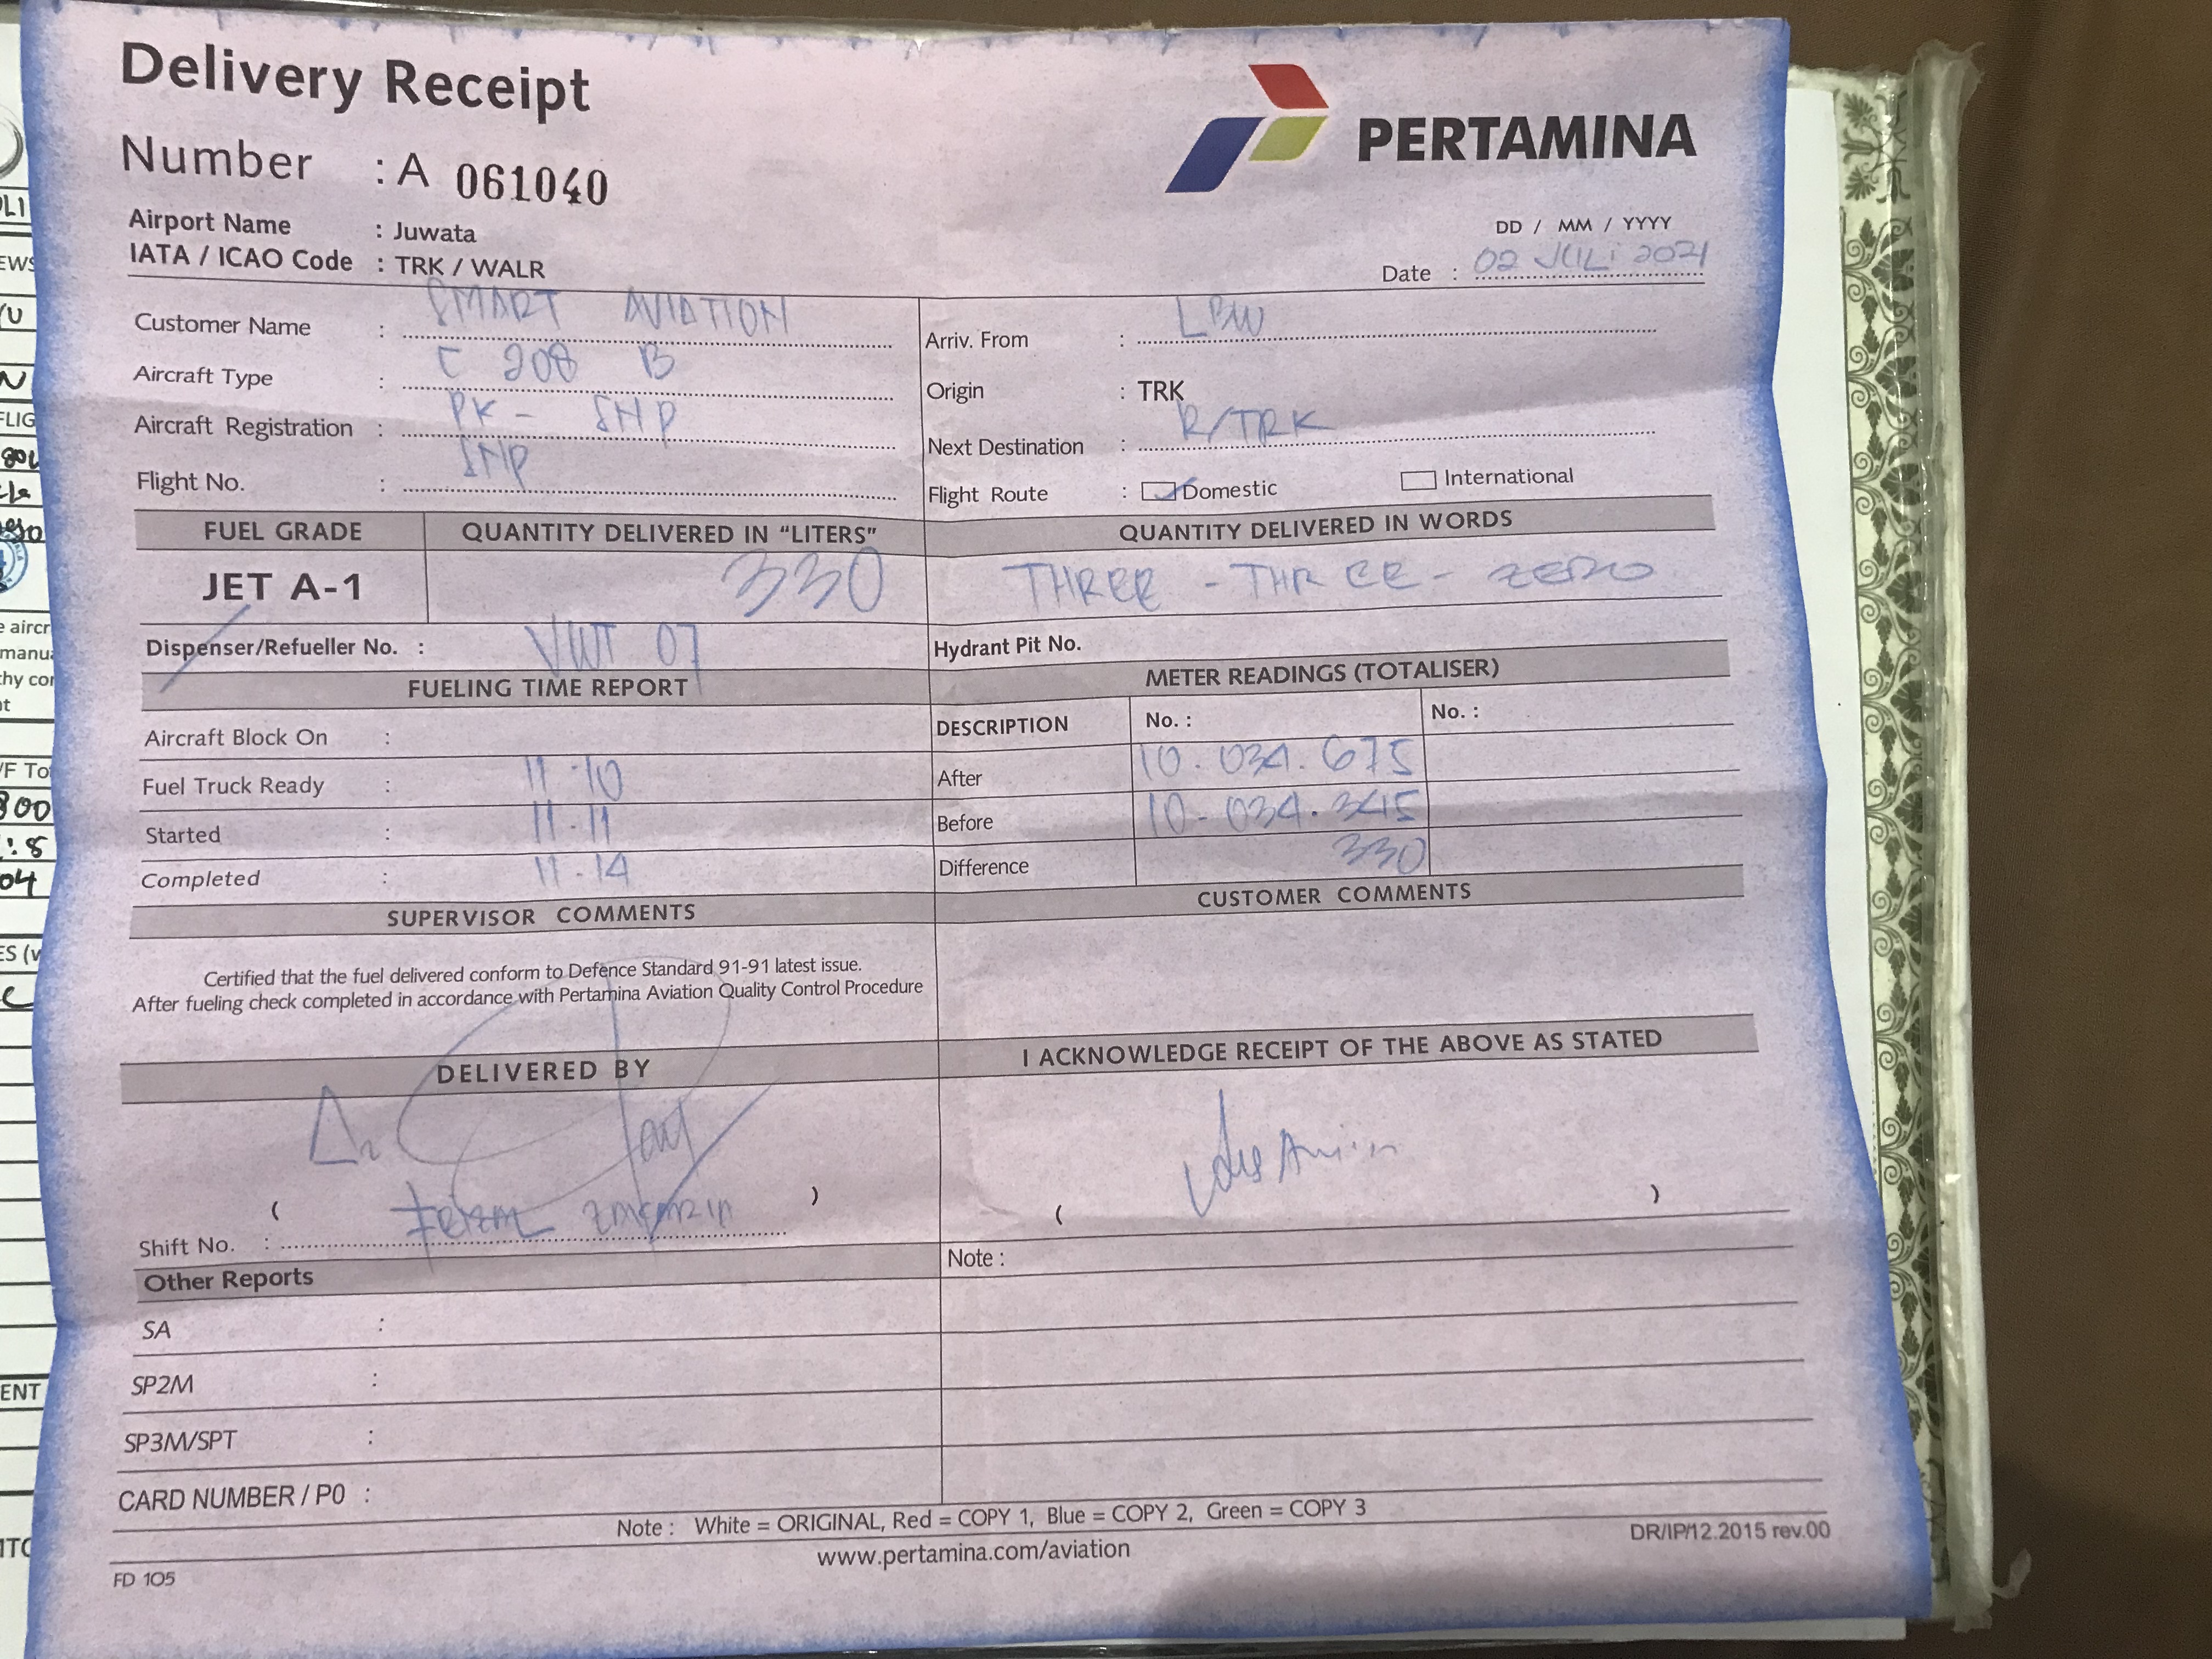 Delivery Receipt
PERTAMINA
Number : A 061040
Airport Name : Juwata
IATA / ICAO Code : TRK / WALR
DD / MM / YYYY
Date : 02 JULi 2021
Customer Name : SMART AVIATION
Arriv. From : LBW
Aircraft Type : C 208 B
Origin : TRK
Aircraft Registration : PK - SNP
Next Destination : R/TRK
Flight No. : SNP
Flight Route : Domestic International
FUEL GRADE QUANTITY DELIVERED IN "LITERS" QUANTITY DELIVERED IN WORDS
JET A-1 330 THREE - THREE - ZERO
Dispenser/Refueller No. : VWT 07
Hydrant Pit No.
FUELING TIME REPORT
METER READINGS (TOTALISER)
DESCRIPTION No. : No. :
Aircraft Block On :
After 10.034.675
Fuel Truck Ready : 11-10
Before 10-034.345
Started : 11-11
Difference 330
Completed : 11-14
SUPERVISOR COMMENTS
CUSTOMER COMMENTS
Certified that the fuel delivered conform to Defence Standard 91-91 latest issue.
After fueling check completed in accordance with Pertamina Aviation Quality Control Procedure
DELIVERED BY
I ACKNOWLEDGE RECEIPT OF THE ABOVE AS STATED
( )
( )
Shift No. :
Note :
Other Reports
SA :
SP2M :
SP3M/SPT :
CARD NUMBER / P0 :
Note : White = ORIGINAL, Red = COPY 1, Blue = COPY 2, Green = COPY 3
www.pertamina.com/aviation
DR/IP/12.2015 rev.00
FD 105